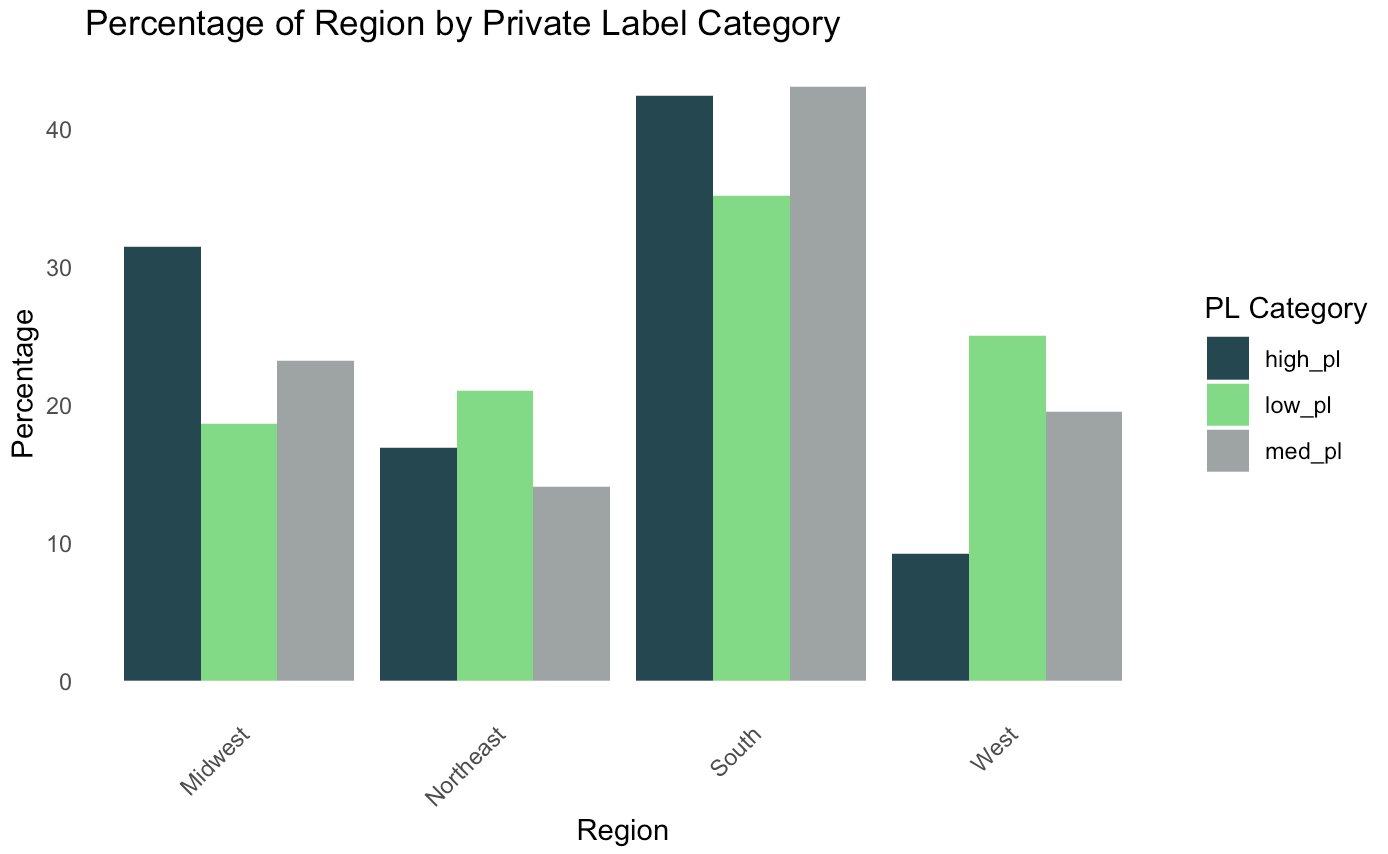 Percentage of Region by Private Label Category
Percentage
40
30
20
10
0
Midwest
Northeast
South
West
Region
PL Category
high_pl
low_pl
med_pl